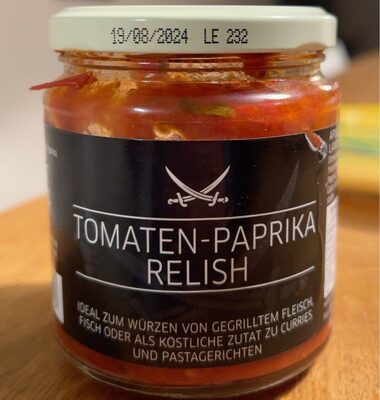 19/08/2024 LE 232
TOMATEN-PAPRIKA
RELISH
IDEAL ZUM WÜRZEN VON GEGRILLTEM FLEISCH,
FISCH ODER ALS KÖSTLICHE ZUTAT ZU CURRIES
UND PASTAGERICHTEN